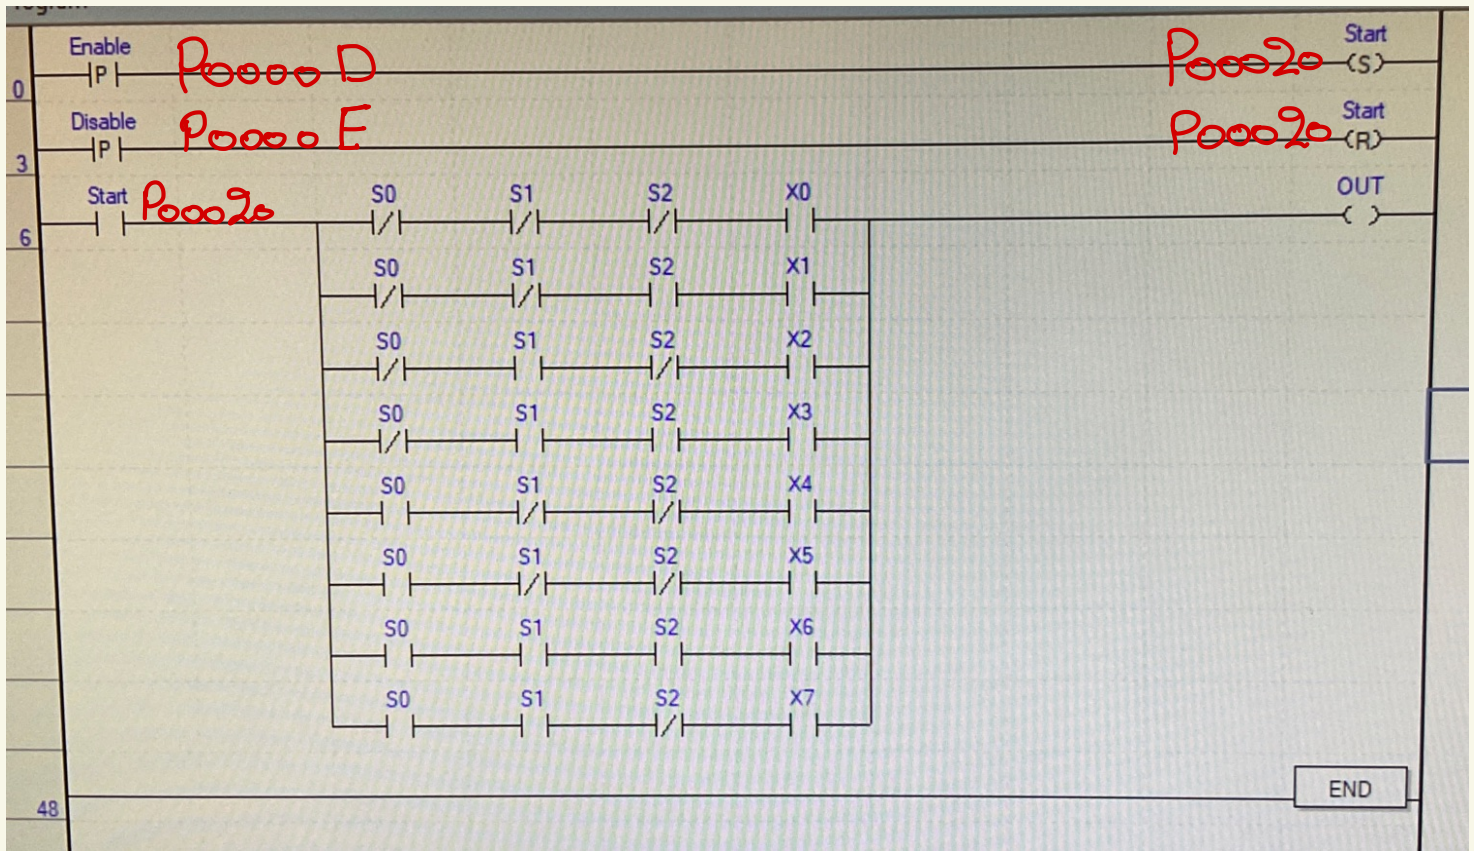 Enable Start
P P0000D P00020 (S)
0
Disable Start
P P0000E P00020 (R)
3
Start P00020 S0 S1 S2 X0 OUT
6
S0 S1 S2 X1
S0 S1 S2 X2
S0 S1 S2 X3
S0 S1 S2 X4
S0 S1 S2 X5
S0 S1 S2 X6
S0 S1 S2 X7
END
48